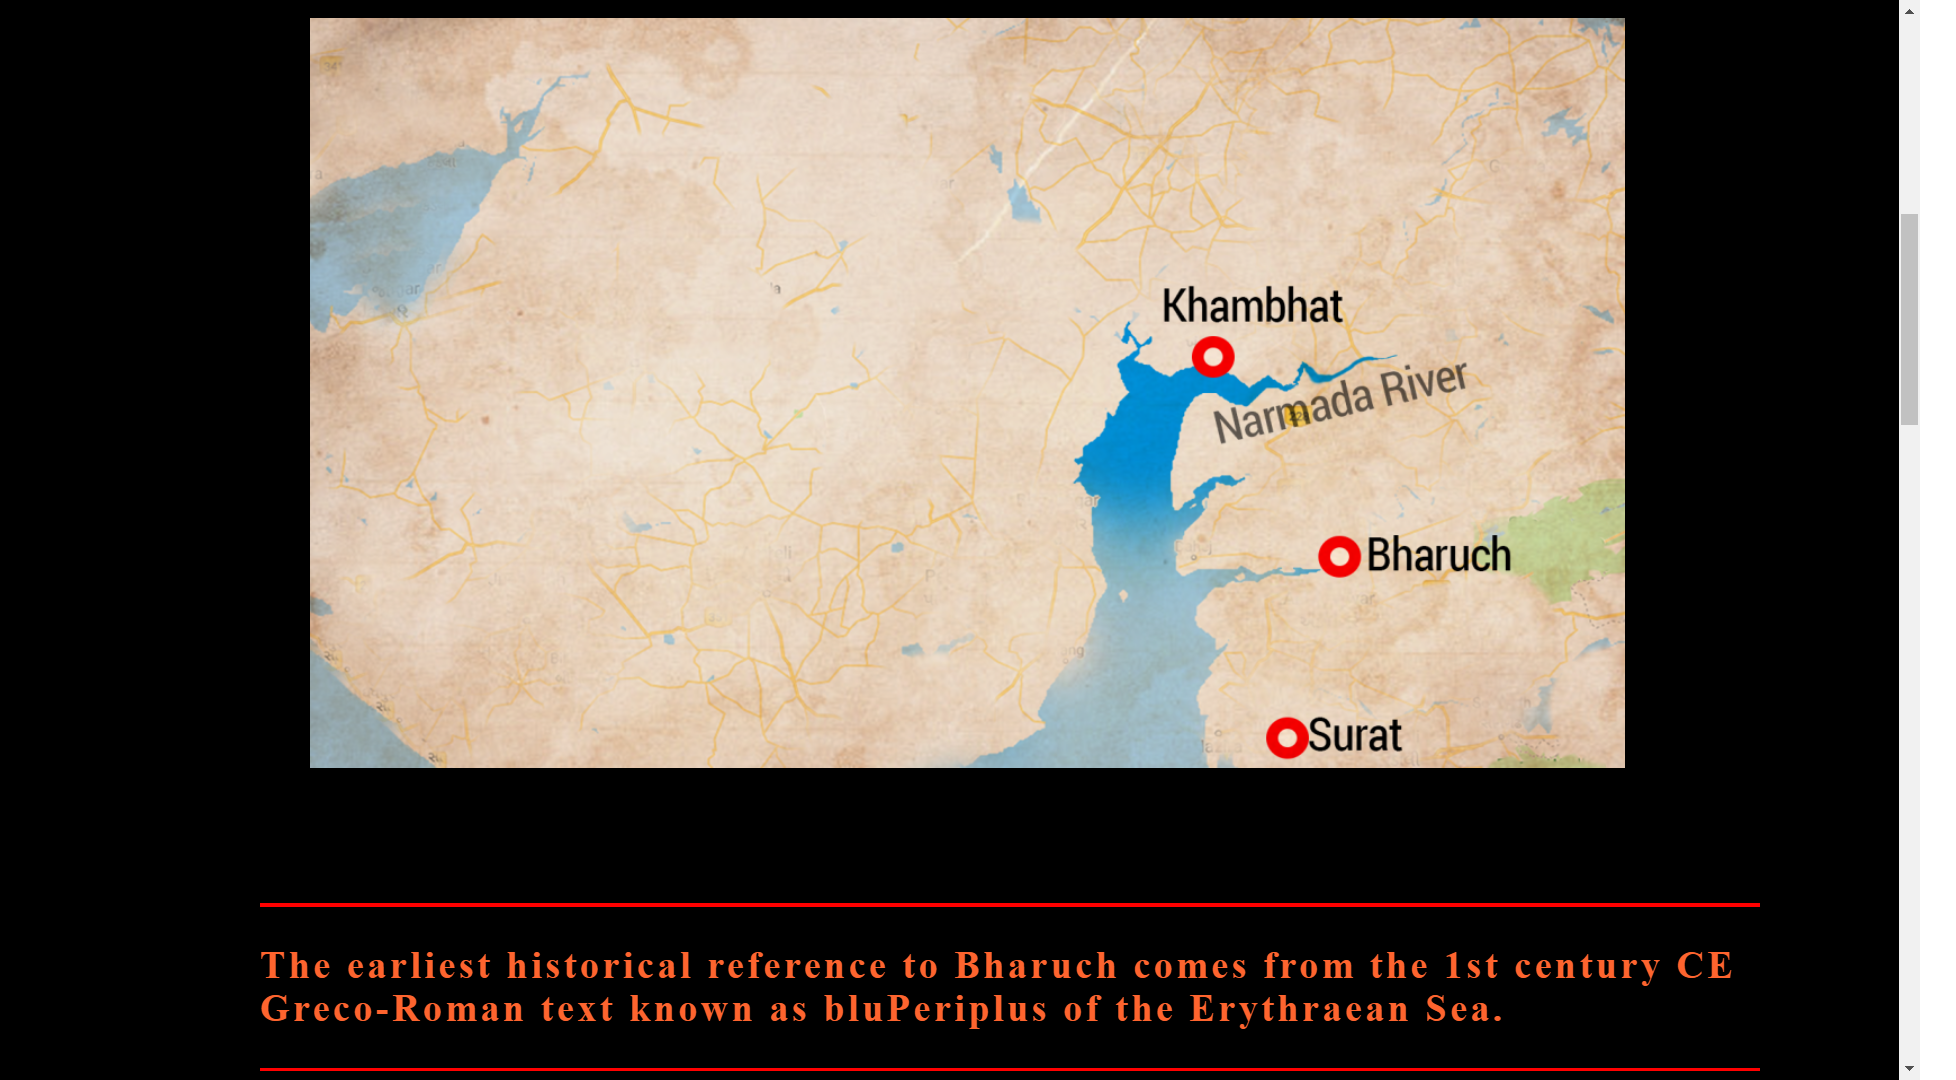 Khambhat
Narmada River
Bharuch
Surat
The earliest historical reference to Bharuch comes from the 1st century CE
Greco-Roman text known as bluPeriplus of the Erythraean Sea.